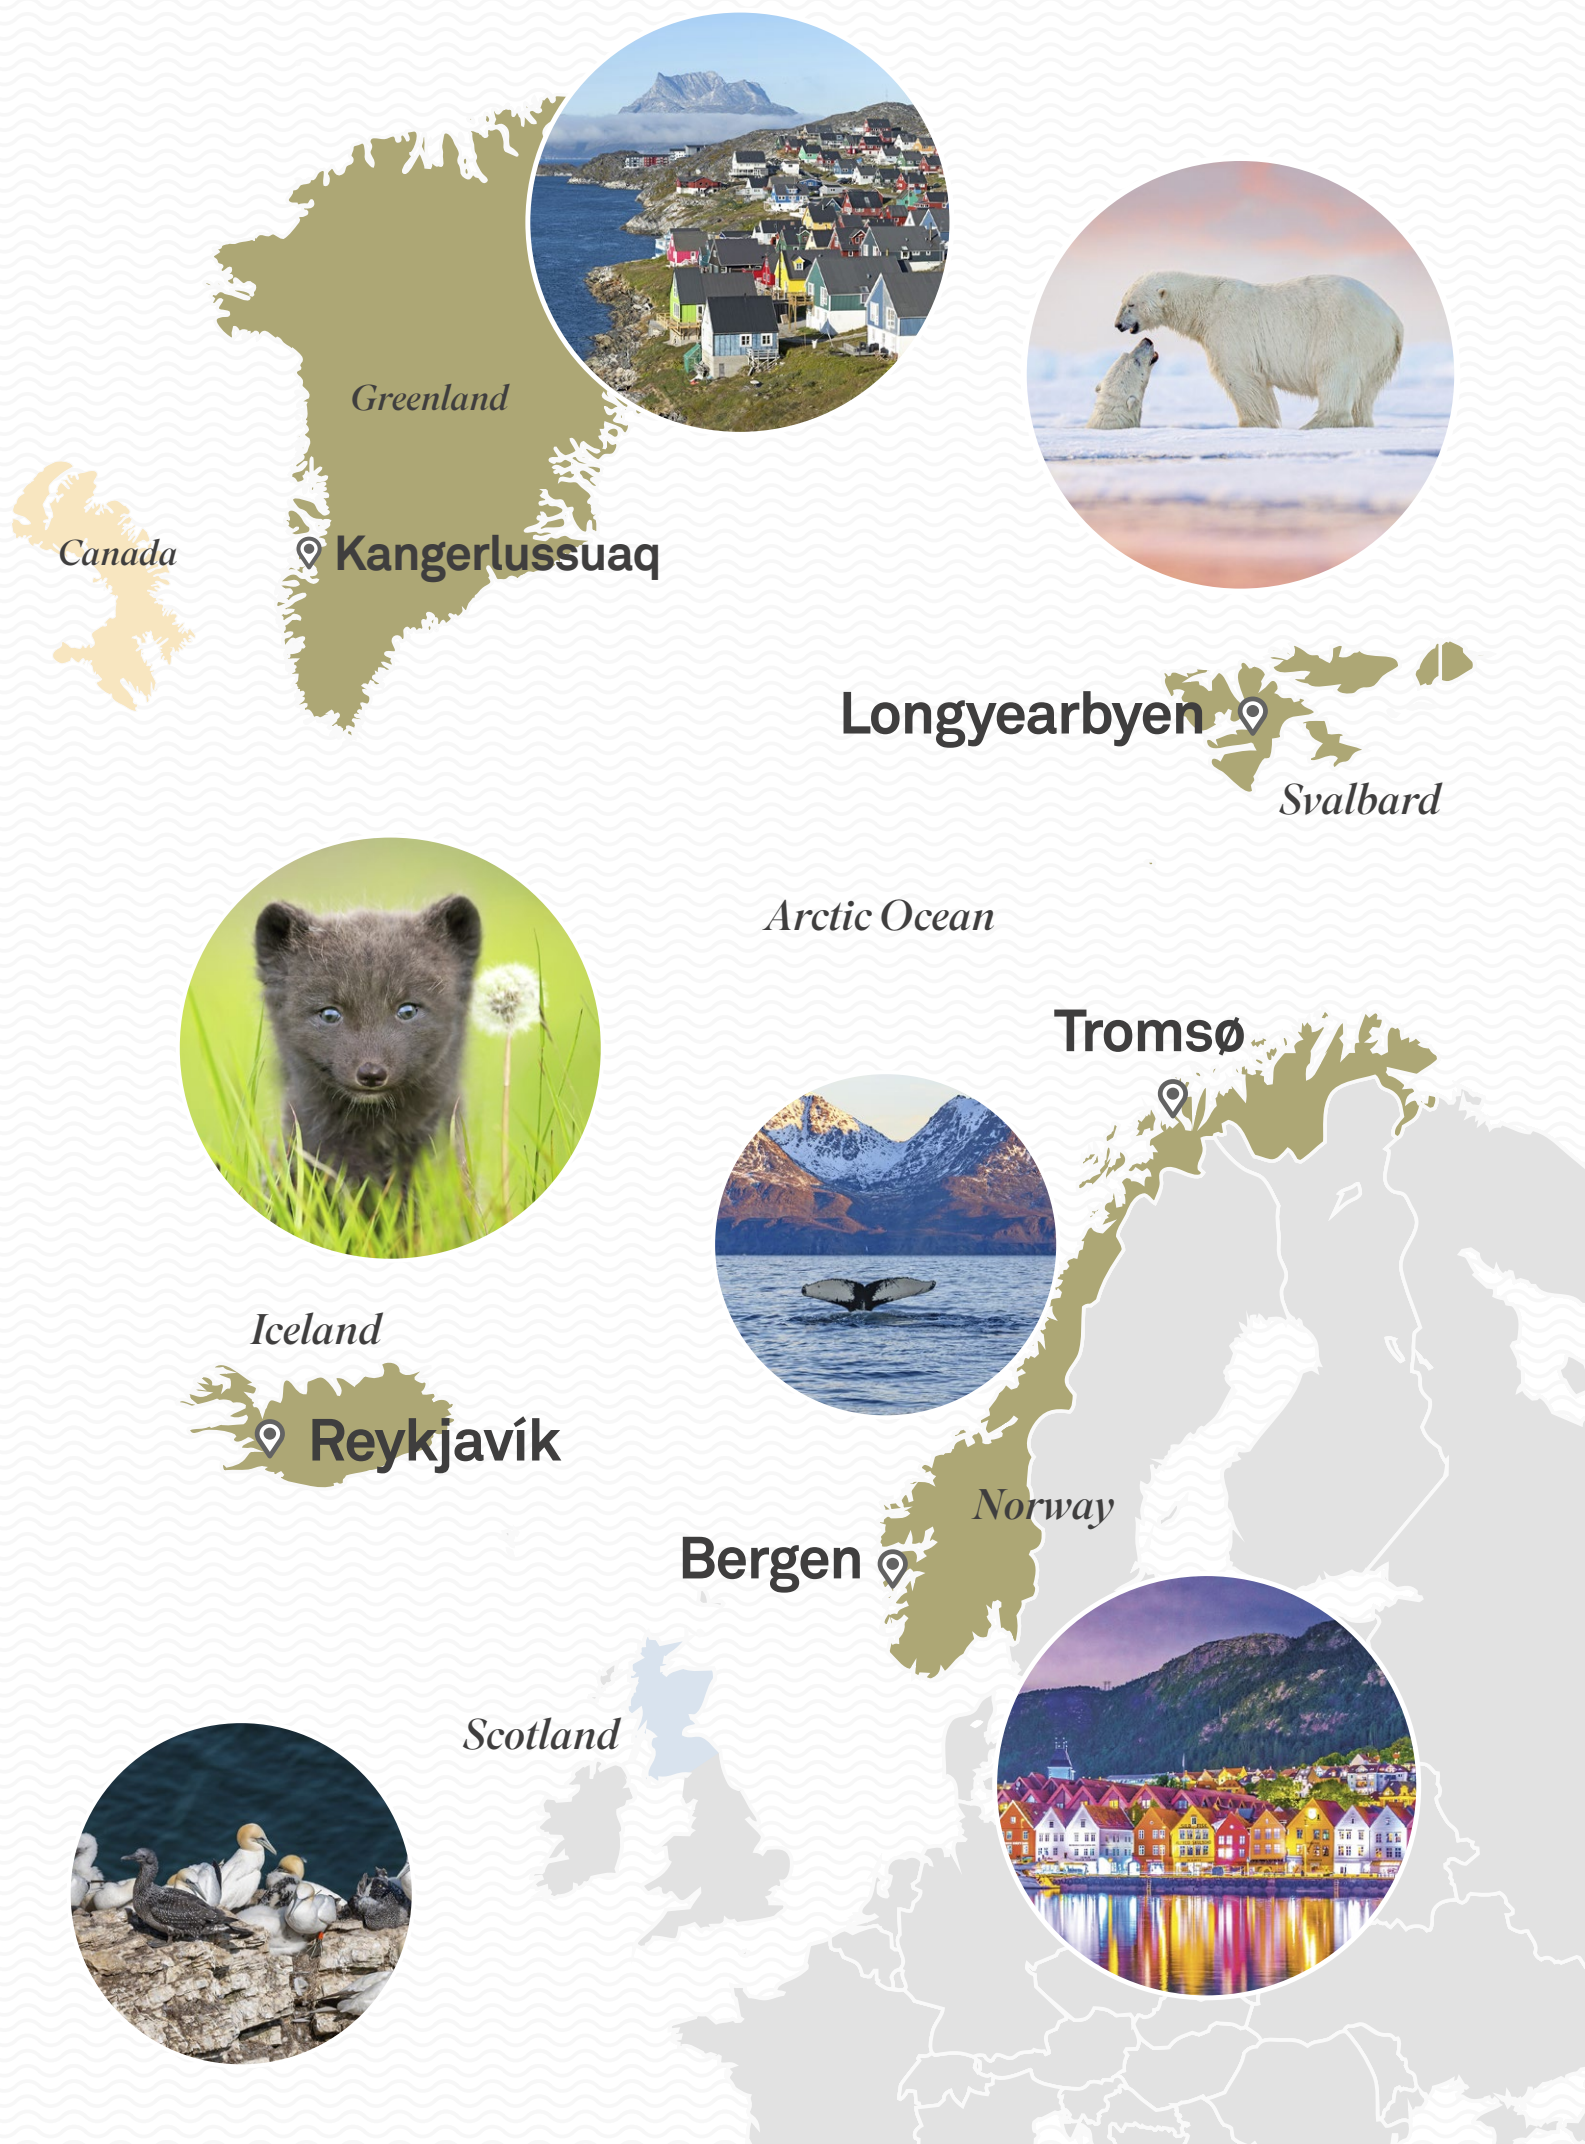 Greenland
Canada
Kangerlussuaq
Longyearbyen
Svalbard
Arctic Ocean
Tromsø
Iceland
Reykjavík
Norway
Bergen
Scotland